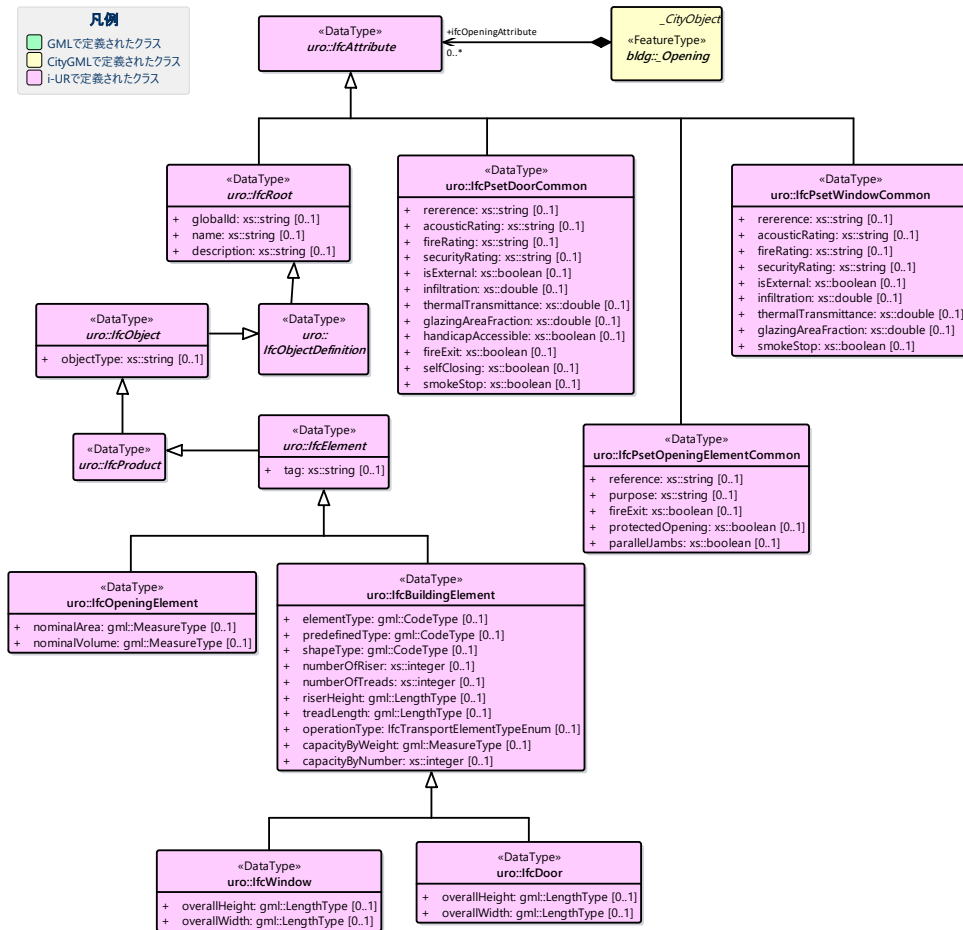 凡例
GMLで定義されたクラス
CityGMLで定義されたクラス
i-URで定義されたクラス
«DataType»
uro::IfcAttribute
+ifcOpeningAttribute
0..*
_CityObject
«FeatureType»
bldg::_Opening
«DataType»
uro::IfcRoot
+ globalId: xs::string [0..1]
+ name: xs::string [0..1]
+ description: xs::string [0..1]
«DataType»
uro::IfcPsetDoorCommon
+ rererence: xs::string [0..1]
+ acousticRating: xs::string [0..1]
+ fireRating: xs::string [0..1]
+ securityRating: xs::string [0..1]
+ isExternal: xs::boolean [0..1]
+ infiltration: xs::double [0..1]
+ thermalTransmittance: xs::double [0..1]
+ glazingAreaFraction: xs::double [0..1]
+ handicapAccessible: xs::boolean [0..1]
+ fireExit: xs::boolean [0..1]
+ selfClosing: xs::boolean [0..1]
+ smokeStop: xs::boolean [0..1]
«DataType»
uro::IfcPsetWindowCommon
+ rererence: xs::string [0..1]
+ acousticRating: xs::string [0..1]
+ fireRating: xs::string [0..1]
+ securityRating: xs::string [0..1]
+ isExternal: xs::boolean [0..1]
+ infiltration: xs::double [0..1]
+ thermalTransmittance: xs::double [0..1]
+ glazingAreaFraction: xs::double [0..1]
+ smokeStop: xs::boolean [0..1]
«DataType»
uro::IfcObject
+ objectType: xs::string [0..1]
«DataType»
uro::
IfcObjectDefinition
«DataType»
uro::IfcProduct
«DataType»
uro::IfcElement
+ tag: xs::string [0..1]
«DataType»
uro::IfcPsetOpeningElementCommon
+ reference: xs::string [0..1]
+ purpose: xs::string [0..1]
+ fireExit: xs::boolean [0..1]
+ protectedOpening: xs::boolean [0..1]
+ parallelJambs: xs::boolean [0..1]
«DataType»
uro::IfcOpeningElement
+ nominalArea: gml::MeasureType [0..1]
+ nominalVolume: gml::MeasureType [0..1]
«DataType»
uro::IfcBuildingElement
+ elementType: gml::CodeType [0..1]
+ predefinedType: gml::CodeType [0..1]
+ shapeType: gml::CodeType [0..1]
+ numberOfRiser: xs::integer [0..1]
+ numberOfTreads: xs::integer [0..1]
+ riserHeight: gml::LengthType [0..1]
+ treadLength: gml::LengthType [0..1]
+ operationType: IfcTransportElementTypeEnum [0..1]
+ capacityByWeight: gml::MeasureType [0..1]
+ capacityByNumber: xs::integer [0..1]
«DataType»
uro::IfcWindow
+ overallHeight: gml::LengthType [0..1]
+ overallWidth: gml::LengthType [0..1]
«DataType»
uro::IfcDoor
+ overallHeight: gml::LengthType [0..1]
+ overallWidth: gml::LengthType [0..1]